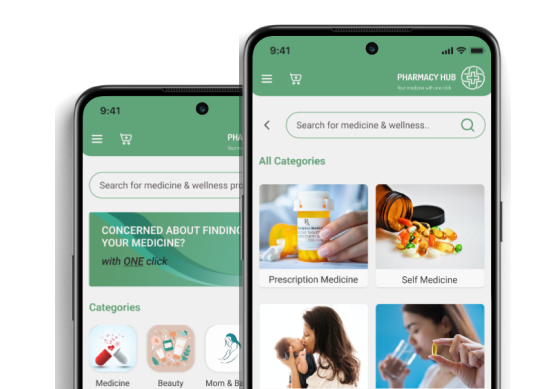 9:41
PHA
Search for medicine & wellness pro
CONCERNED ABOUT FINDING
YOUR MEDICINE?
with ONE click
Categories
Medicine
Beauty
Mom & B
9:41
PHARMACY HUB
Your medicine with one click
Search for medicine & wellness..
All Categories
Prescription Medicine
Self Medicine